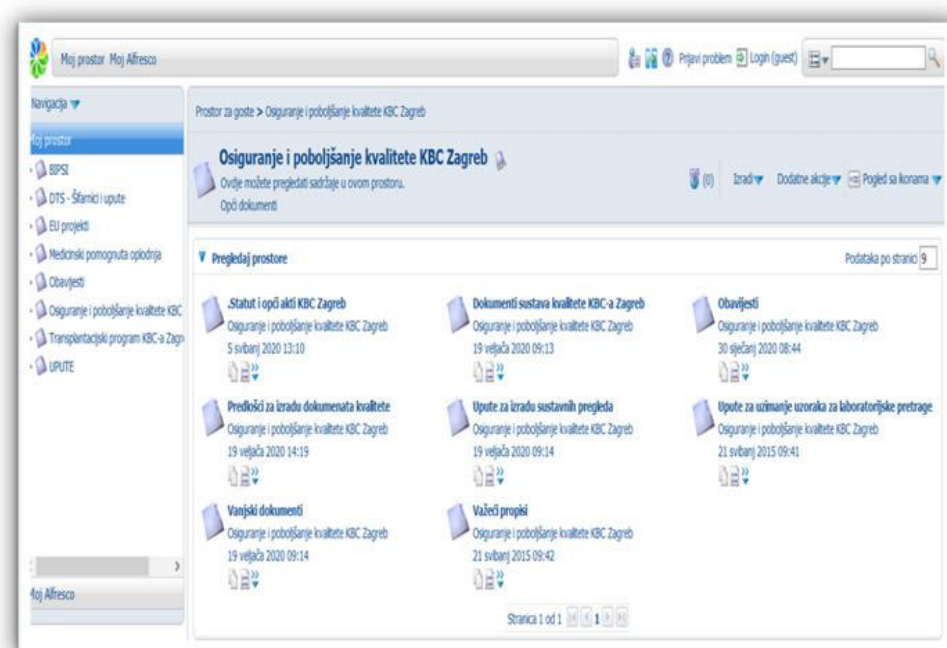 Moj prostor Moj Alfresco
Prijavi problem Login (guest)
Navigacija
Moj prostor
BIPSI
DTS - Šifarnici i upute
EU projekti
Medicinski pomognuta oplodnja
Obavijesti
Osiguranje i poboljšanje kvalitete KBC
Transplantacijski program KBC-a Zagr
UPUTE
Moj Alfresco
Prostor za goste > Osiguranje i poboljšanje kvalitete KBC Zagreb
Osiguranje i poboljšanje kvalitete KBC Zagreb
Ovdje možete pregledati sadržaje u ovom prostoru.
Opći dokumenti
(0) Izradi Dodatne akcije Pogled sa ikonama
Pregledaj prostore
Podataka po stranici 9
.Statut i opći akti KBC Zagreb
Osiguranje i poboljšanje kvalitete KBC Zagreb
5 svibanj 2020 13:10
Dokumenti sustava kvalitete KBC-a Zagreb
Osiguranje i poboljšanje kvalitete KBC Zagreb
19 veljača 2020 09:13
Obavijesti
Osiguranje i poboljšanje kvalitete KBC Zagreb
30 siječanj 2020 08:44
Predlošci za izradu dokumenata kvalitete
Osiguranje i poboljšanje kvalitete KBC Zagreb
19 veljača 2020 14:19
Upute za izradu sustavnih pregleda
Osiguranje i poboljšanje kvalitete KBC Zagreb
19 veljača 2020 09:14
Upute za uzimanje uzoraka za laboratorijske pretrage
Osiguranje i poboljšanje kvalitete KBC Zagreb
21 svibanj 2015 09:41
Vanjski dokumenti
Osiguranje i poboljšanje kvalitete KBC Zagreb
19 veljača 2020 09:14
Važeći propisi
Osiguranje i poboljšanje kvalitete KBC Zagreb
21 svibanj 2015 09:42
Stranica 1 od 1 1